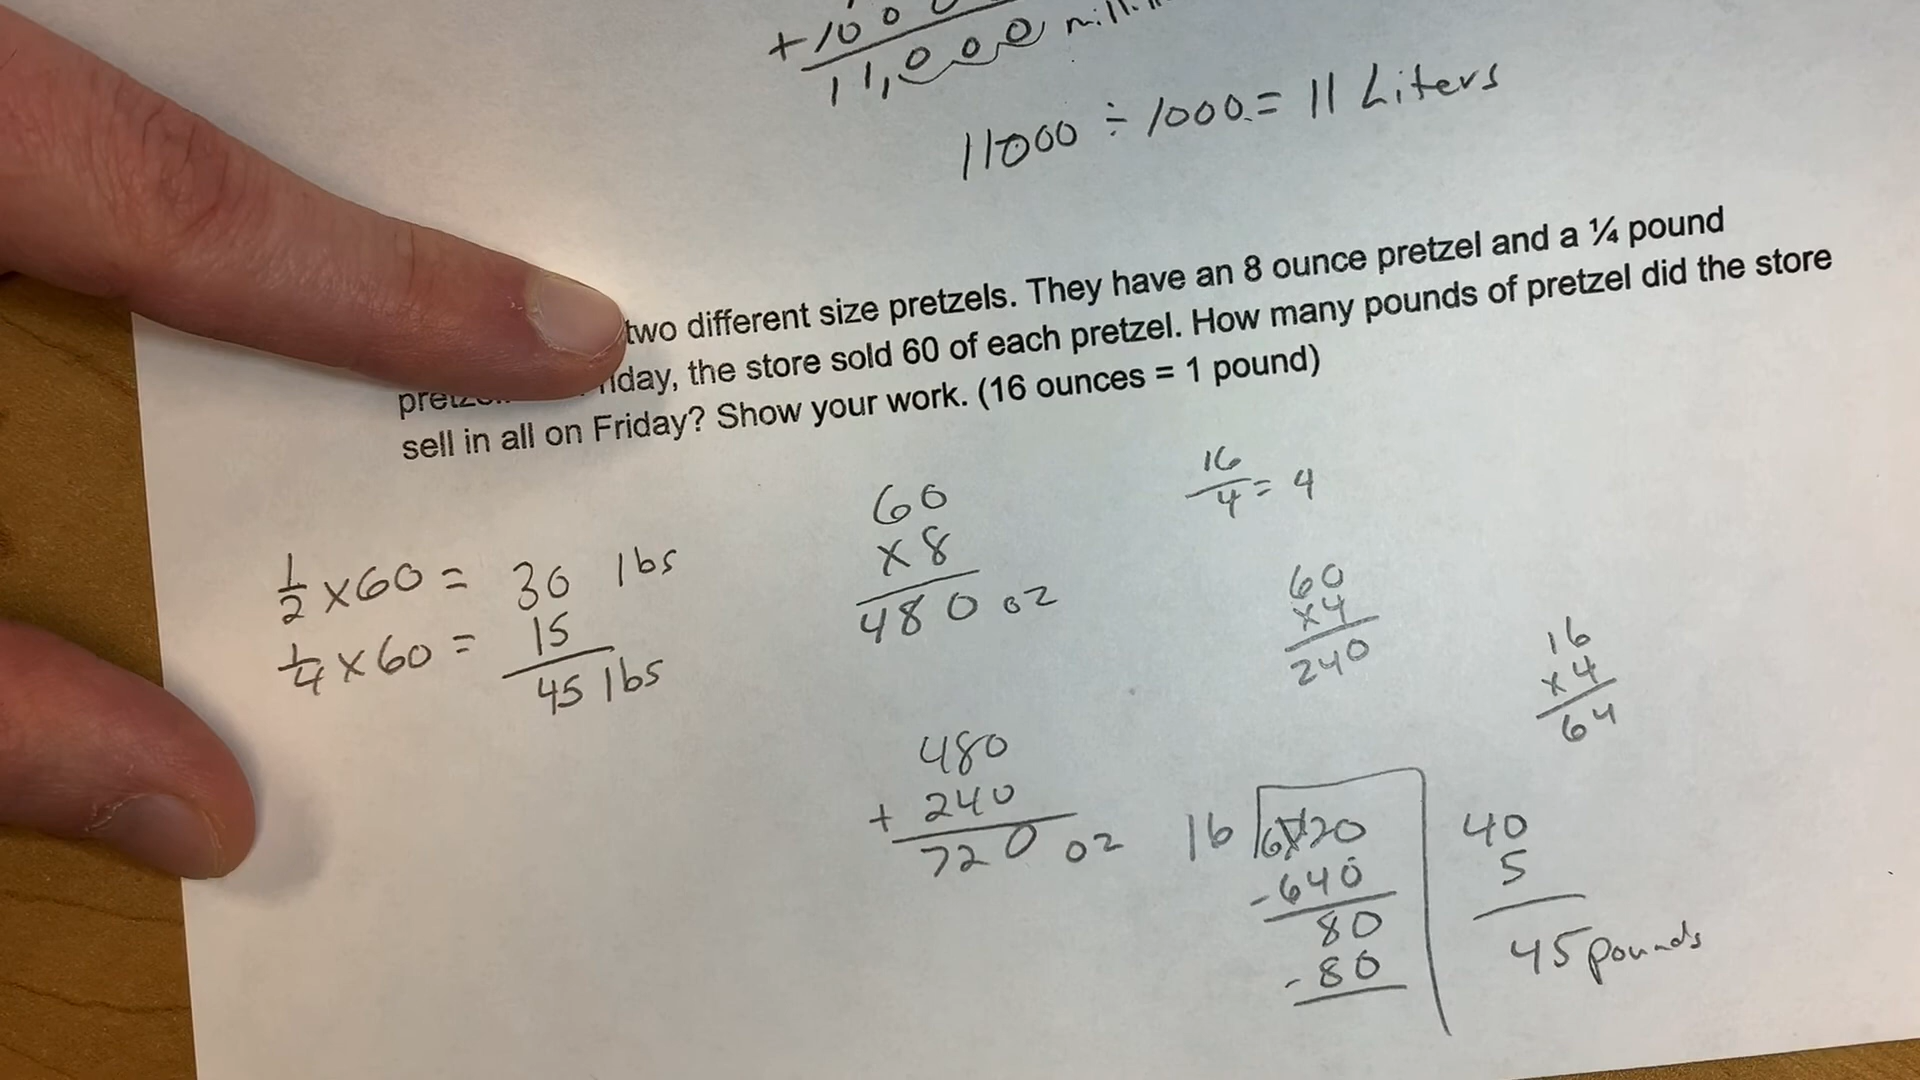 +10 0 0
11,000
11000 ÷ 1000 = 11 Liters
two different size pretzels. They have an 8 ounce pretzel and a ¼ pound
the store sold 60 of each pretzel. How many pounds of pretzel did the store
sell in all on Friday? Show your work. (16 ounces = 1 pound)
1/2 x 60 = 30 lbs
1/4 x 60 = 15
45 lbs
60
x 8
480 oz
16/4 = 4
60
x4
240
16
x 4
64
480
+ 240
720 oz
16 720
-640
80
-80
40
5
45 pounds